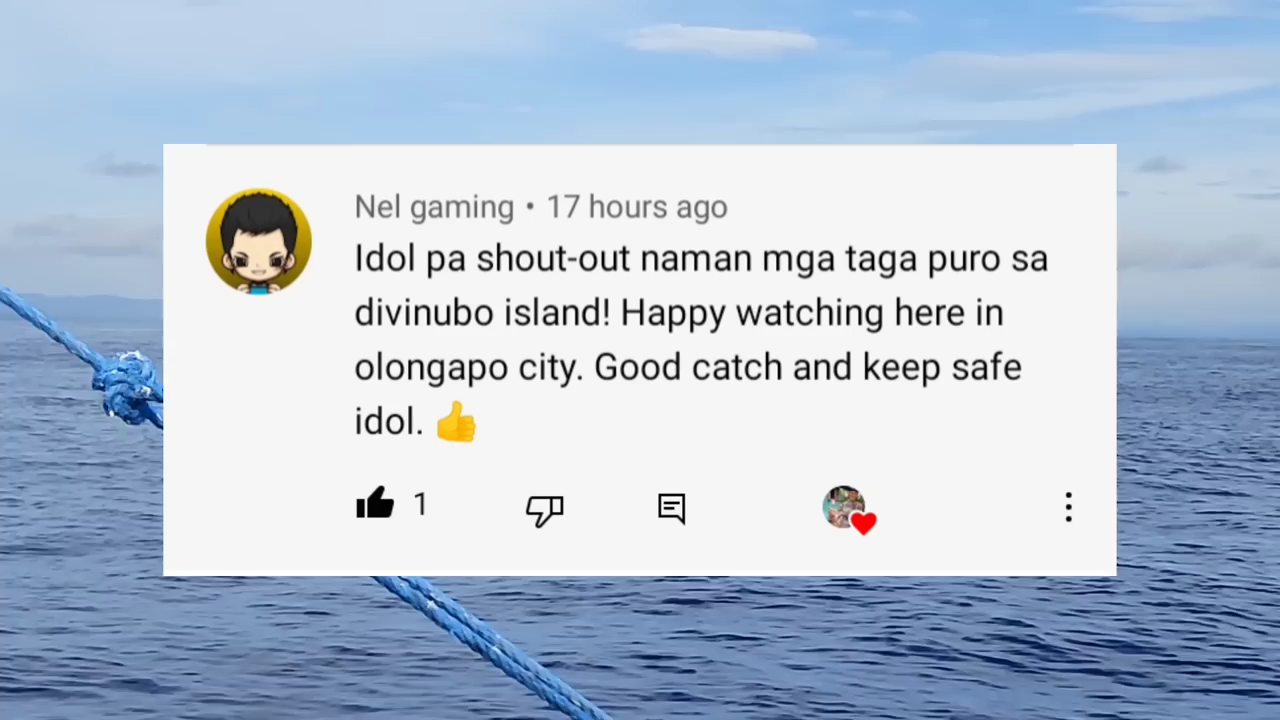 Nel gaming • 17 hours ago
Idol pa shout-out naman mga taga puro sa
divinubo island! Happy watching here in
olongapo city. Good catch and keep safe
idol. 👍
1